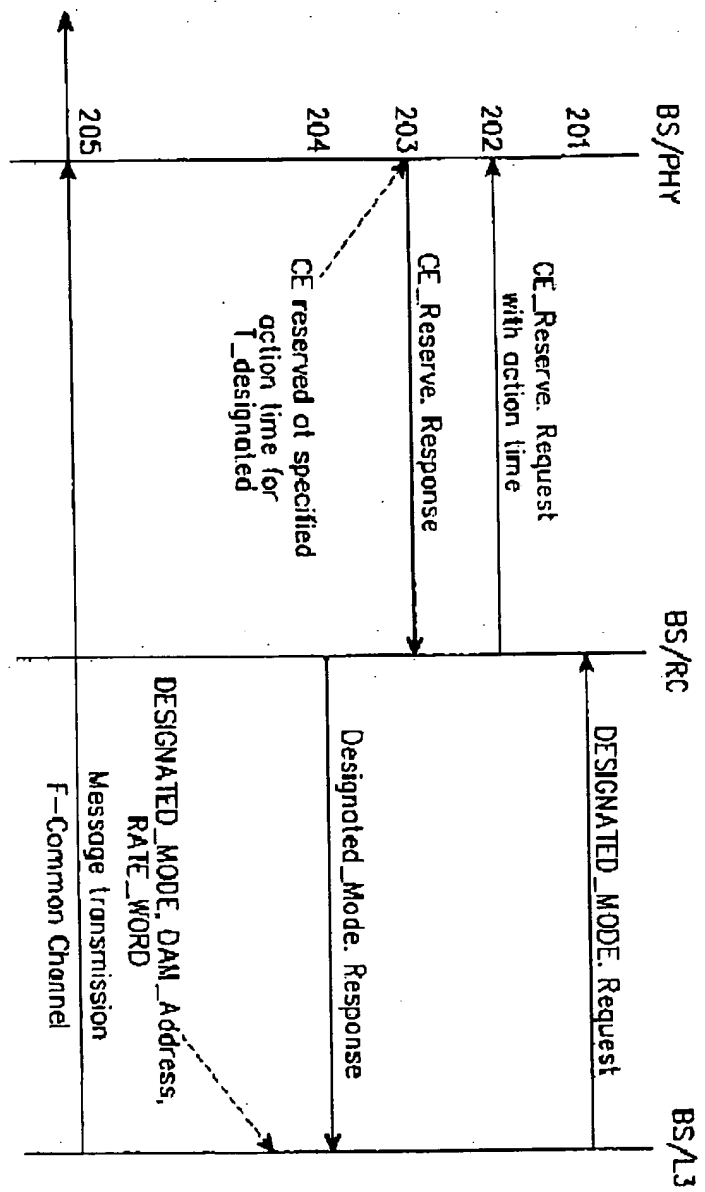 BS/PHY
BS/RC
BS/L3
201
DESIGNATED_MODE. Request
202
CE_Reserve. Request
with action time
203
CE_Reserve. Response
CE reserved at specified
action time for
T_designated
204
Designated_Mode. Response
DESIGNATED_MODE, DAM_Address,
RATE_WORD
205
Message transmission
F-Common Channel